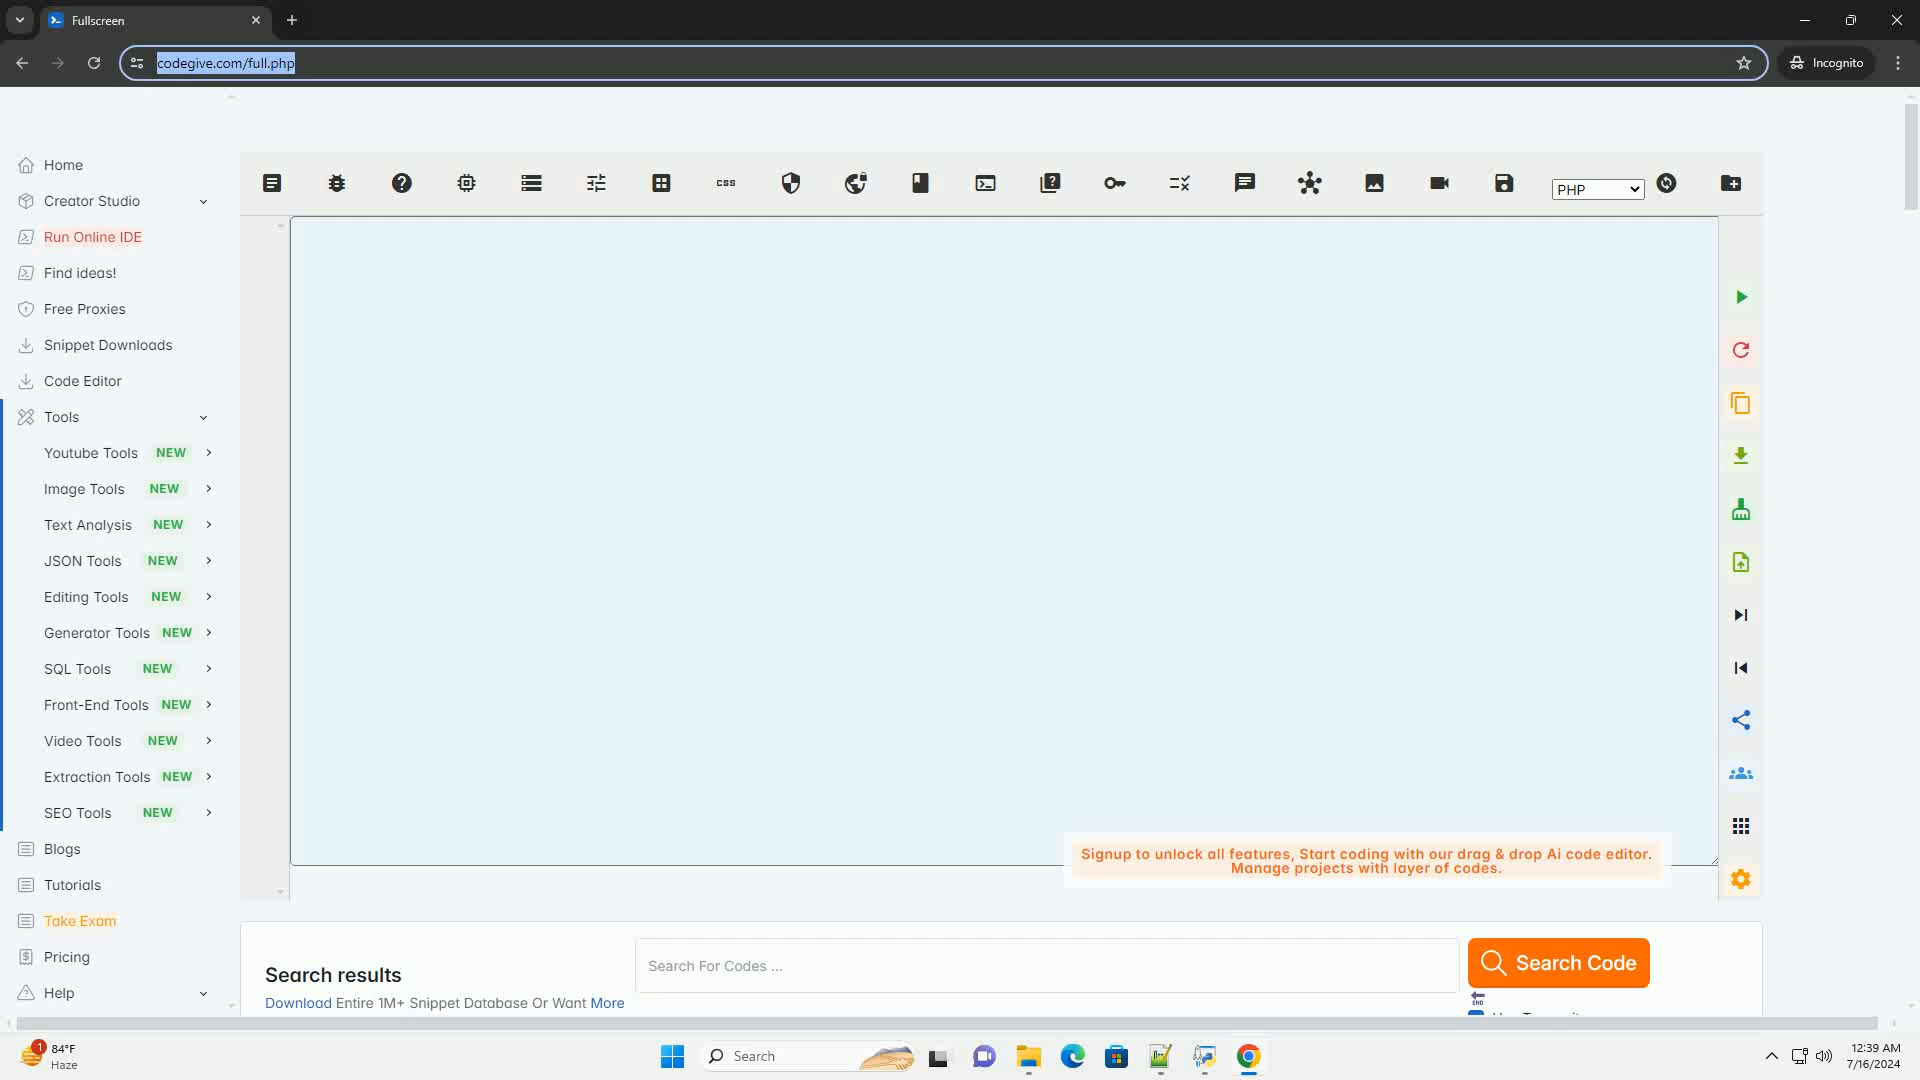 Fullscreen
codegive.com/full.php
Incognito
Home
Creator Studio
Run Online IDE
Find ideas!
Free Proxies
Snippet Downloads
Code Editor
Tools
Youtube Tools NEW
Image Tools NEW
Text Analysis NEW
JSON Tools NEW
Editing Tools NEW
Generator Tools NEW
SQL Tools NEW
Front-End Tools NEW
Video Tools NEW
Extraction Tools NEW
SEO Tools NEW
Blogs
Tutorials
Take Exam
Pricing
Help
CSS
PHP
Signup to unlock all features, Start coding with our drag & drop Ai code editor.
Manage projects with layer of codes.
Search results
Download Entire 1M+ Snippet Database Or Want More
Search For Codes ...
Search Code
END
1
84°F
Haze
Search
12:39 AM
7/16/2024